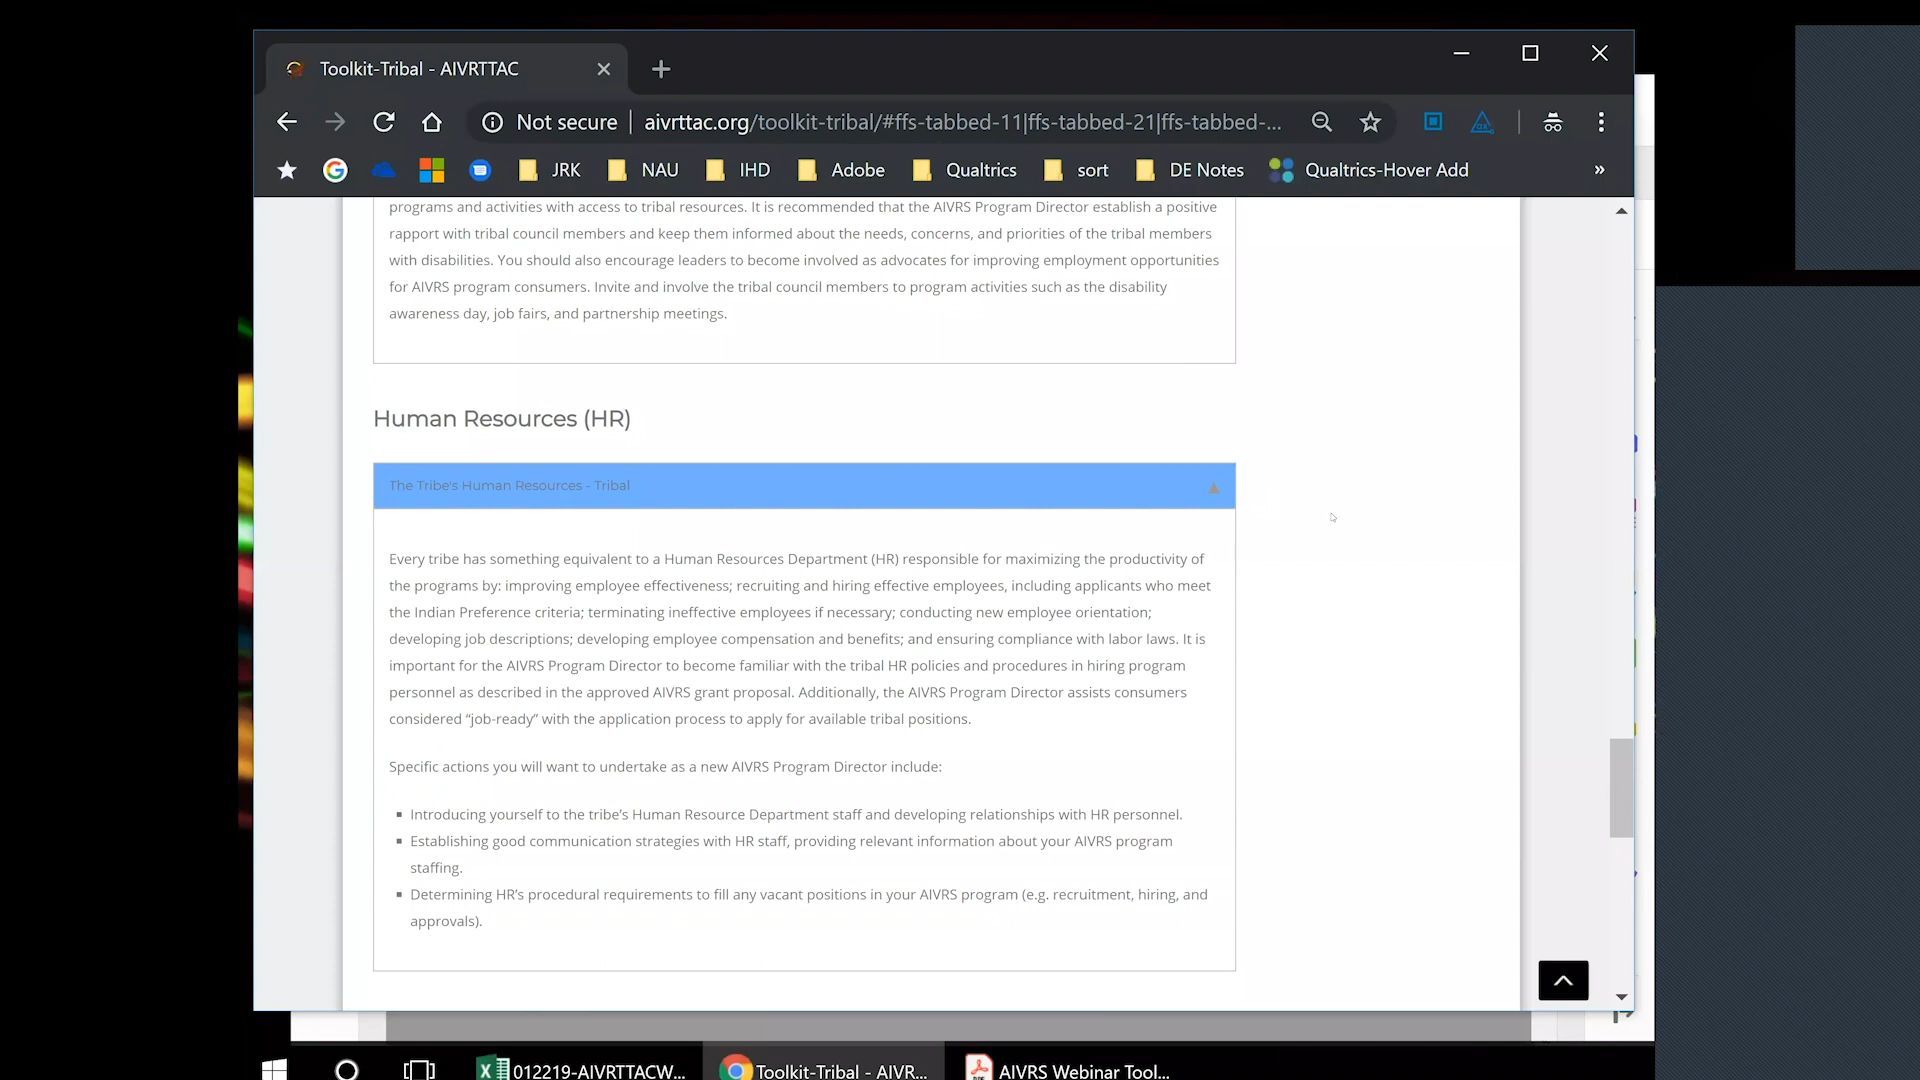 Toolkit-Tribal - AIVRTTAC
Not secure
aivrttac.org/toolkit-tribal/#ffs-tabbed-11|ffs-tabbed-21|ffs-tabbed-...
JRK
NAU
IHD
Adobe
Qualtrics
sort
DE Notes
Qualtrics-Hover Add
»
programs and activities with access to tribal resources. It is recommended that the AIVRS Program Director establish a positive
rapport with tribal council members and keep them informed about the needs, concerns, and priorities of the tribal members
with disabilities. You should also encourage leaders to become involved as advocates for improving employment opportunities
for AIVRS program consumers. Invite and involve the tribal council members to program activities such as the disability
awareness day, job fairs, and partnership meetings.
Human Resources (HR)
The Tribe's Human Resources - Tribal
Every tribe has something equivalent to a Human Resources Department (HR) responsible for maximizing the productivity of
the programs by: improving employee effectiveness; recruiting and hiring effective employees, including applicants who meet
the Indian Preference criteria; terminating ineffective employees if necessary; conducting new employee orientation;
developing job descriptions; developing employee compensation and benefits; and ensuring compliance with labor laws. It is
important for the AIVRS Program Director to become familiar with the tribal HR policies and procedures in hiring program
personnel as described in the approved AIVRS grant proposal. Additionally, the AIVRS Program Director assists consumers
considered “job-ready” with the application process to apply for available tribal positions.
Specific actions you will want to undertake as a new AIVRS Program Director include:
▪ Introducing yourself to the tribe’s Human Resource Department staff and developing relationships with HR personnel.
▪ Establishing good communication strategies with HR staff, providing relevant information about your AIVRS program
staffing.
▪ Determining HR’s procedural requirements to fill any vacant positions in your AIVRS program (e.g. recruitment, hiring, and
approvals).
012219-AIVRTTACW...
Toolkit-Tribal - AIVR...
AIVRS Webinar Tool...